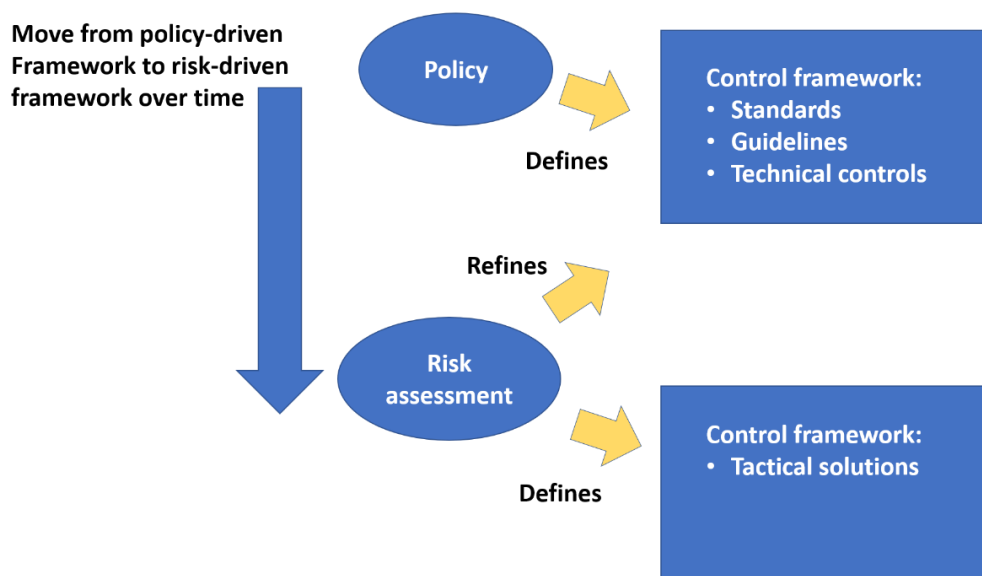 Move from policy-driven
Framework to risk-driven
framework over time
Policy
Defines
Control framework:
• Standards
• Guidelines
• Technical controls
Refines
Risk
assessment
Defines
Control framework:
• Tactical solutions